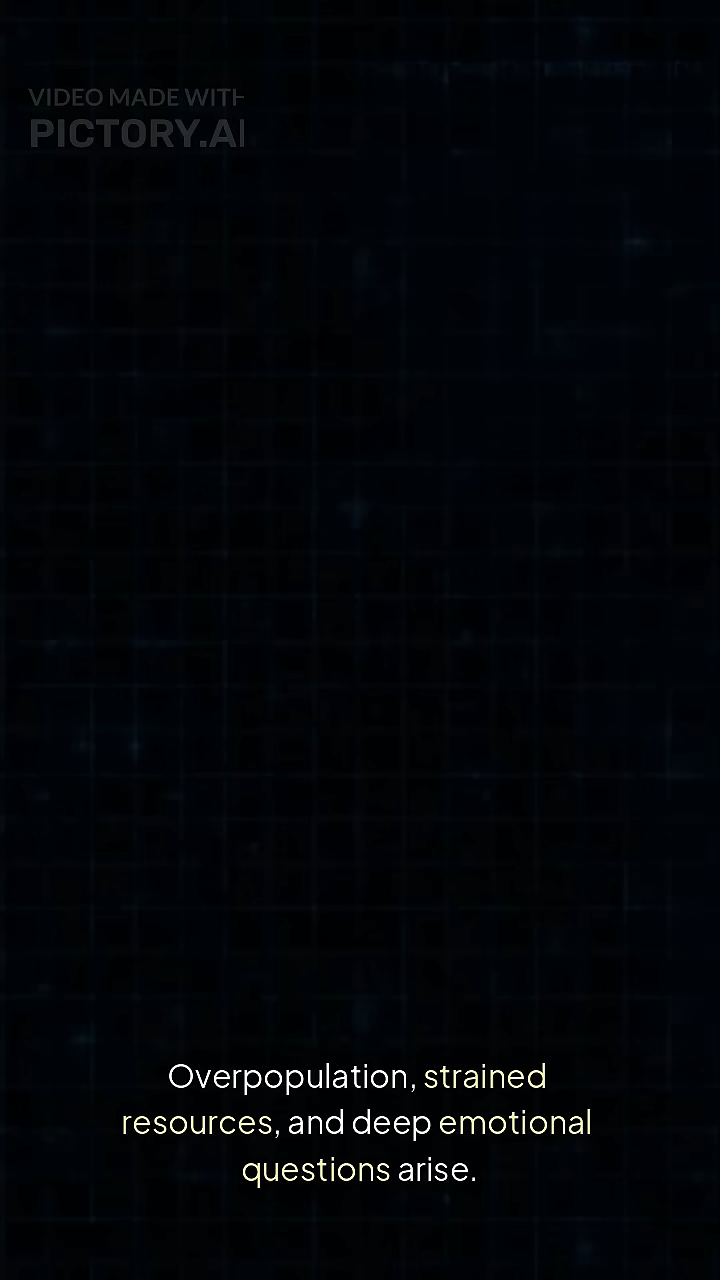 VIDEO MADE WITH
PICTORY.AI
Overpopulation, strained
resources, and deep emotional
questions arise.